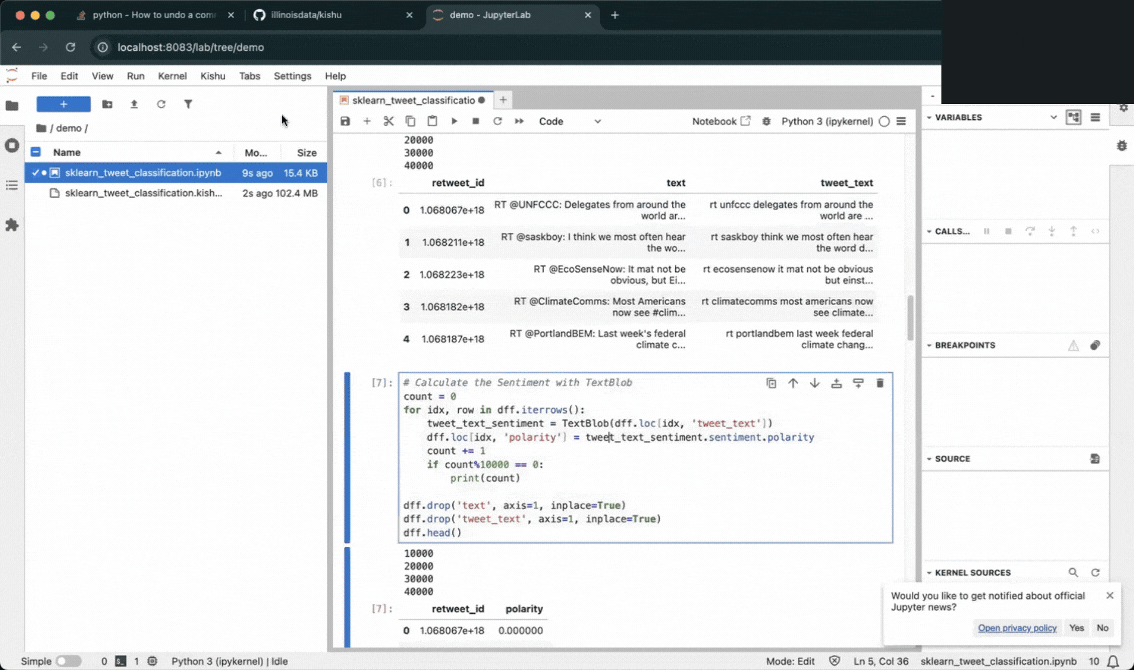 python - How to undo a com
illinoisdata/kishu
demo - JupyterLab
localhost:8083/lab/tree/demo
File Edit View Run Kernel Kishu Tabs Settings Help
/ demo /
Name Mo... Size
sklearn_tweet_classification.ipynb 9s ago 15.4 KB
sklearn_tweet_classification.kish... 2s ago 102.4 MB
sklearn_tweet_classificatio
Code Notebook Python 3 (ipykernel)
20000
30000
40000
[6]: retweet_id text tweet_text
0 1.068067e+18 RT @UNFCCC: Delegates from around the world ar... rt unfccc delegates from around the world are ...
1 1.068211e+18 RT @saskboy: I think we most often hear the wo... rt saskboy think we most often hear the word d...
2 1.068223e+18 RT @EcoSenseNow: It mat not be obvious, but Ei... rt ecosensenow it mat not be obvious but einst...
3 1.068182e+18 RT @ClimateComms: Most Americans now see #clim... rt climatecomms most americans now see climate...
4 1.068187e+18 RT @PortlandBEM: Last week's federal climate c... rt portlandbem last week federal climate chang...
[7]: # Calculate the Sentiment with TextBlob
count = 0
for idx, row in dff.iterrows():
    tweet_text_sentiment = TextBlob(dff.loc[idx, 'tweet_text'])
    dff.loc[idx, 'polarity'] = tweet_text_sentiment.sentiment.polarity
    count += 1
    if count%10000 == 0:
        print(count)
dff.drop('text', axis=1, inplace=True)
dff.drop('tweet_text', axis=1, inplace=True)
dff.head()
10000
20000
30000
40000
[7]: retweet_id polarity
0 1.068067e+18 0.000000
VARIABLES
CALLS...
BREAKPOINTS
SOURCE
KERNEL SOURCES
Would you like to get notified about official
Jupyter news?
Open privacy policy Yes No
Simple 0 1 Python 3 (ipykernel) | Idle Mode: Edit Ln 5, Col 36 sklearn_tweet_classification.ipynb 10